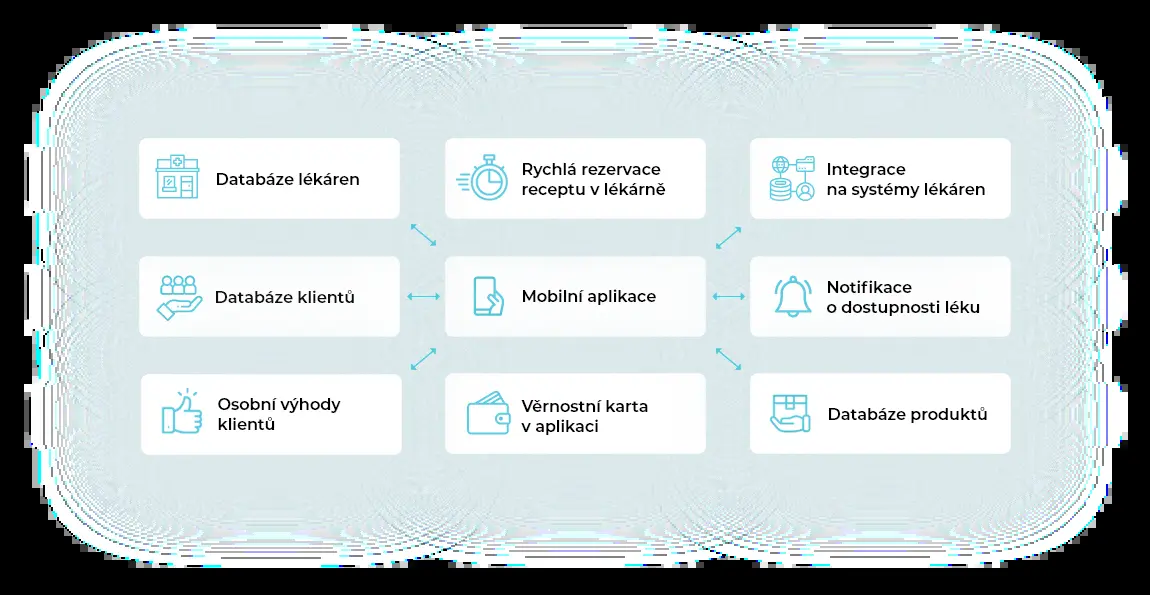 Databáze lékáren
Rychlá rezervace
receptu v lékárně
Integrace
na systémy lékáren
Databáze klientů
Mobilní aplikace
Notifikace
o dostupnosti léku
Osobní výhody
klientů
Věrnostní karta
v aplikaci
Databáze produktů